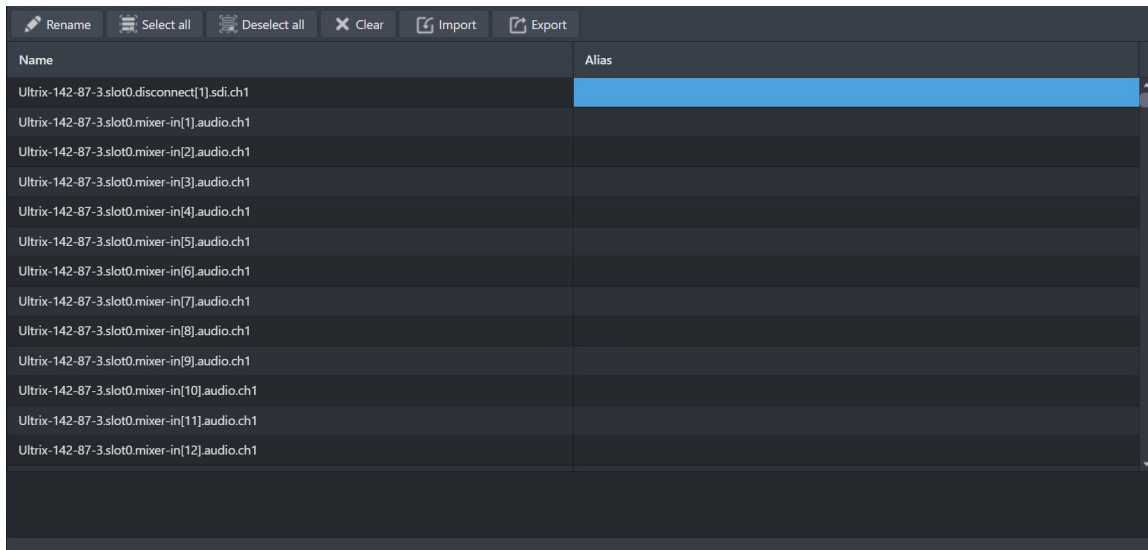 Rename Select all Deselect all Clear Import Export
Name Alias
Ultrix-142-87-3.slot0.disconnect[1].sdi.ch1
Ultrix-142-87-3.slot0.mixer-in[1].audio.ch1
Ultrix-142-87-3.slot0.mixer-in[2].audio.ch1
Ultrix-142-87-3.slot0.mixer-in[3].audio.ch1
Ultrix-142-87-3.slot0.mixer-in[4].audio.ch1
Ultrix-142-87-3.slot0.mixer-in[5].audio.ch1
Ultrix-142-87-3.slot0.mixer-in[6].audio.ch1
Ultrix-142-87-3.slot0.mixer-in[7].audio.ch1
Ultrix-142-87-3.slot0.mixer-in[8].audio.ch1
Ultrix-142-87-3.slot0.mixer-in[9].audio.ch1
Ultrix-142-87-3.slot0.mixer-in[10].audio.ch1
Ultrix-142-87-3.slot0.mixer-in[11].audio.ch1
Ultrix-142-87-3.slot0.mixer-in[12].audio.ch1